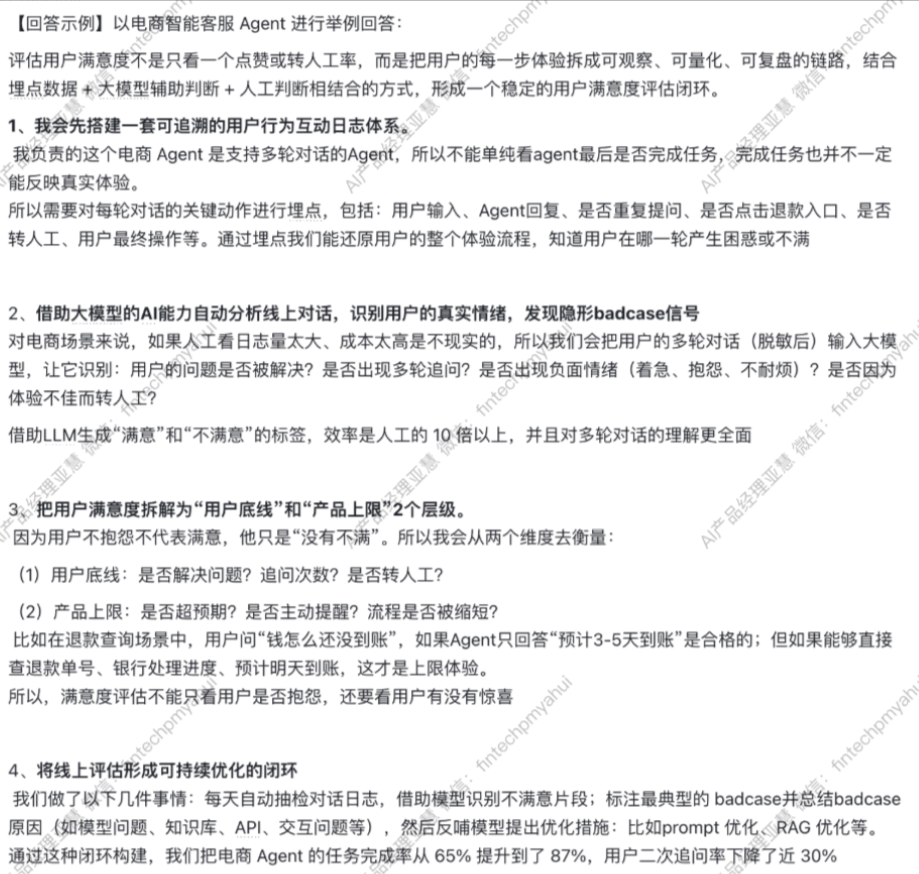 【回答示例】以电商智能客服 Agent 进行举例回答：
评估用户满意度不是只看一个点赞或转人工率，而是把用户的每一步体验拆成可观察、可量化、可复盘的链路，结合
埋点数据 + 大模型辅助判断 + 人工判断相结合的方式，形成一个稳定的用户满意度评估闭环。
1、我会先搭建一套可追溯的用户行为互动日志体系。
我负责的这个电商 Agent 是支持多轮对话的Agent，所以不能单纯看agent最后是否完成任务，完成任务也并不一定
能反映真实体验。
所以需要对每轮对话的关键动作进行埋点，包括：用户输入、Agent回复、是否重复提问、是否点击退款入口、是否
转人工、用户最终操作等。通过埋点我们能还原用户的整个体验流程，知道用户在哪一轮产生困惑或不满
2、借助大模型的AI能力自动分析线上对话，识别用户的真实情绪，发现隐形badcase信号
对电商场景来说，如果人工看日志量太大、成本太高是不现实的，所以我们会把用户的多轮对话（脱敏后）输入大模
型，让它识别：用户的问题是否被解决？是否出现多轮追问？是否出现负面情绪（着急、抱怨、不耐烦）？是否因为
体验不佳而转人工？
借助LLM生成“满意”和“不满意”的标签，效率是人工的 10 倍以上，并且对多轮对话的理解更全面
3、把用户满意度拆解为“用户底线”和“产品上限”2个层级。
因为用户不抱怨不代表满意，他只是“没有不满”。所以我会从两个维度去衡量：
（1）用户底线：是否解决问题？追问次数？是否转人工？
（2）产品上限：是否超预期？是否主动提醒？流程是否被缩短？
比如在退款查询场景中，用户问“钱怎么还没到账”，如果Agent只回答“预计3-5天到账”是合格的；但如果能够直接
查退款单号、银行处理进度、预计明天到账，这才是上限体验。
所以，满意度评估不能只看用户是否抱怨，还要看用户有没有惊喜
4、将线上评估形成可持续优化的闭环
我们做了以下几件事情：每天自动抽检对话日志，借助模型识别不满意片段；标注最典型的 badcase并总结badcase
原因（如模型问题、知识库、API、交互问题等），然后反哺模型提出优化措施：比如prompt 优化、RAG 优化等。
通过这种闭环构建，我们把电商 Agent 的任务完成率从 65% 提升到了 87%，用户二次追问率下降了近 30%
AI产品经理亚慧 微信：fintechpmyahui